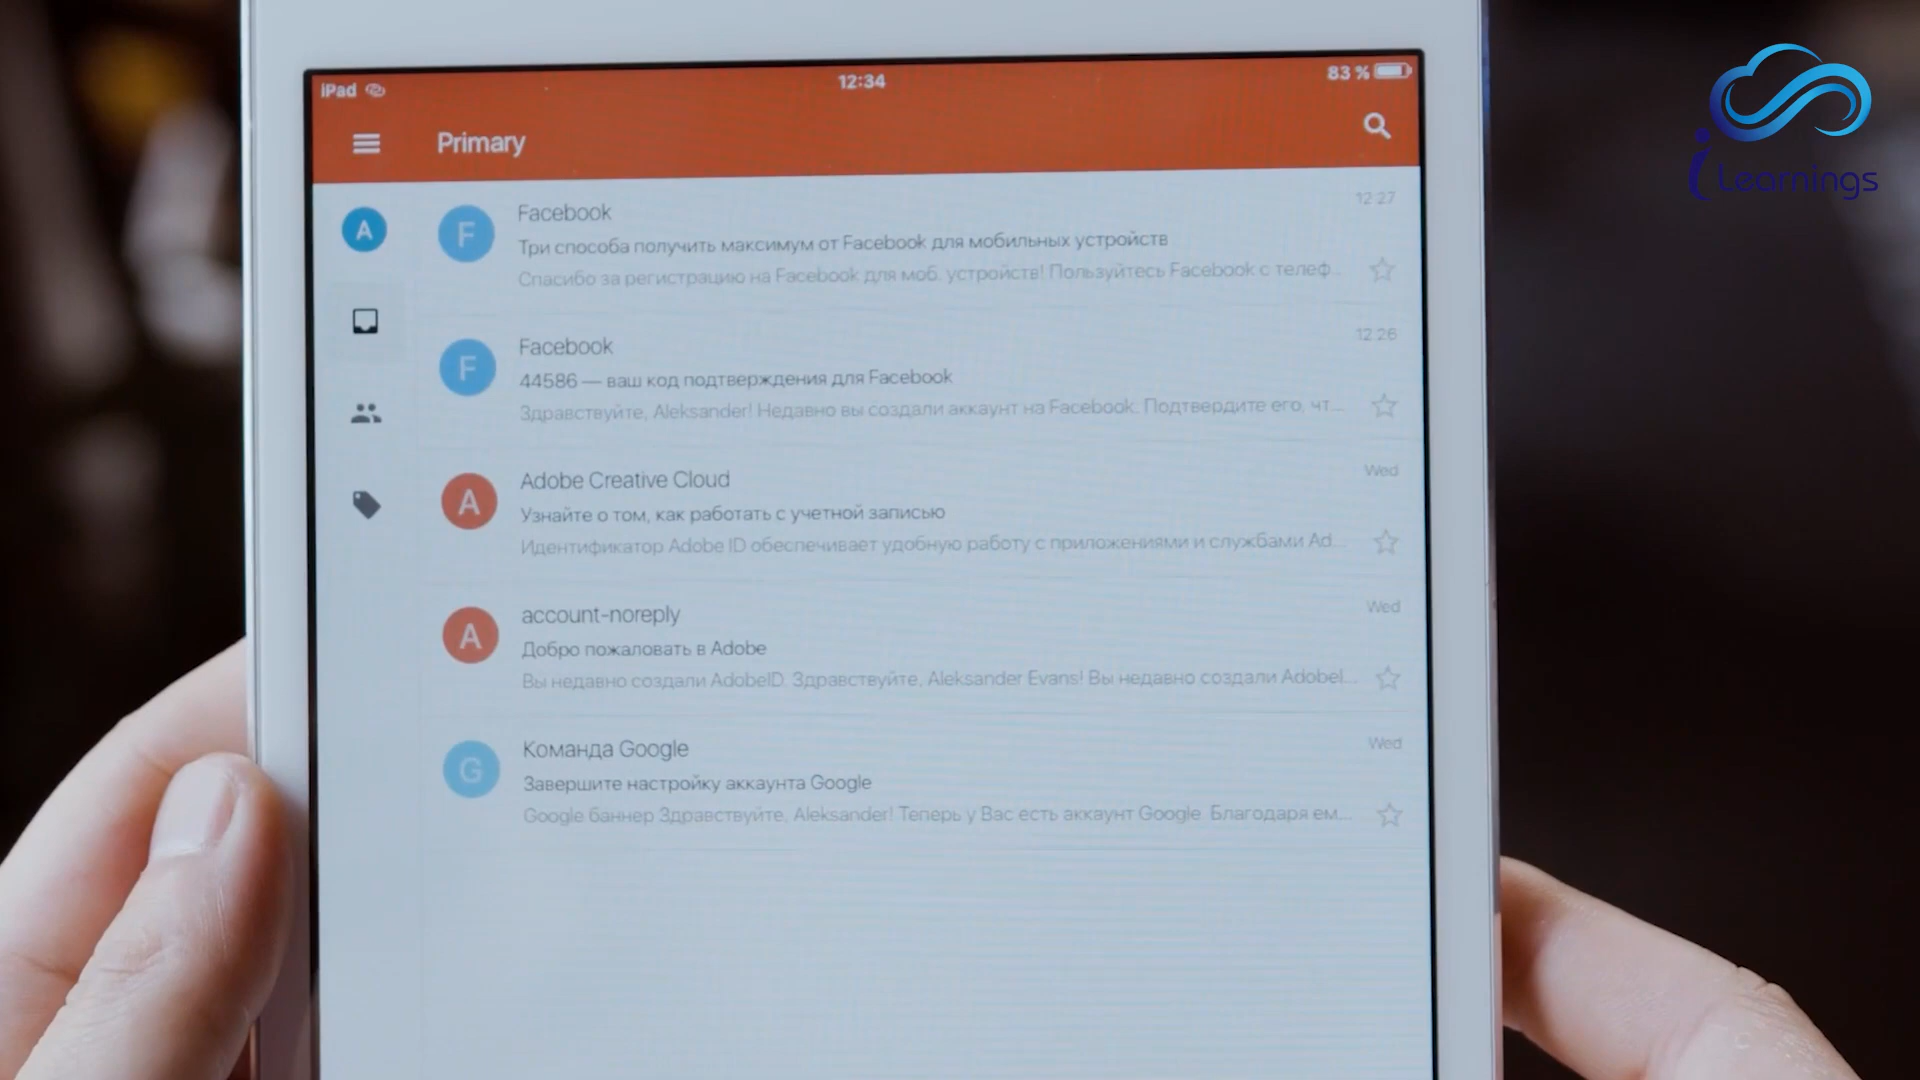 iPad
12:34
83 %
Primary
i Learnings
A
F
Facebook
12:27
Три способа получить максимум от Facebook для мобильных устройств
Спасибо за регистрацию на Facebook для моб. устройств! Пользуйтесь Facebook с телеф...
F
Facebook
12:26
44586 — ваш код подтверждения для Facebook
Здравствуйте, Aleksander! Недавно вы создали аккаунт на Facebook. Подтвердите его, чт...
A
Adobe Creative Cloud
Wed
Узнайте о том, как работать с учетной записью
Идентификатор Adobe ID обеспечивает удобную работу с приложениями и службами Ad...
A
account-noreply
Wed
Добро пожаловать в Adobe
Вы недавно создали AdobeID. Здравствуйте, Aleksander Evans! Вы недавно создали AdobeI...
G
Команда Google
Wed
Завершите настройку аккаунта Google
Google баннер Здравствуйте, Aleksander! Теперь у Вас есть аккаунт Google. Благодаря ем...